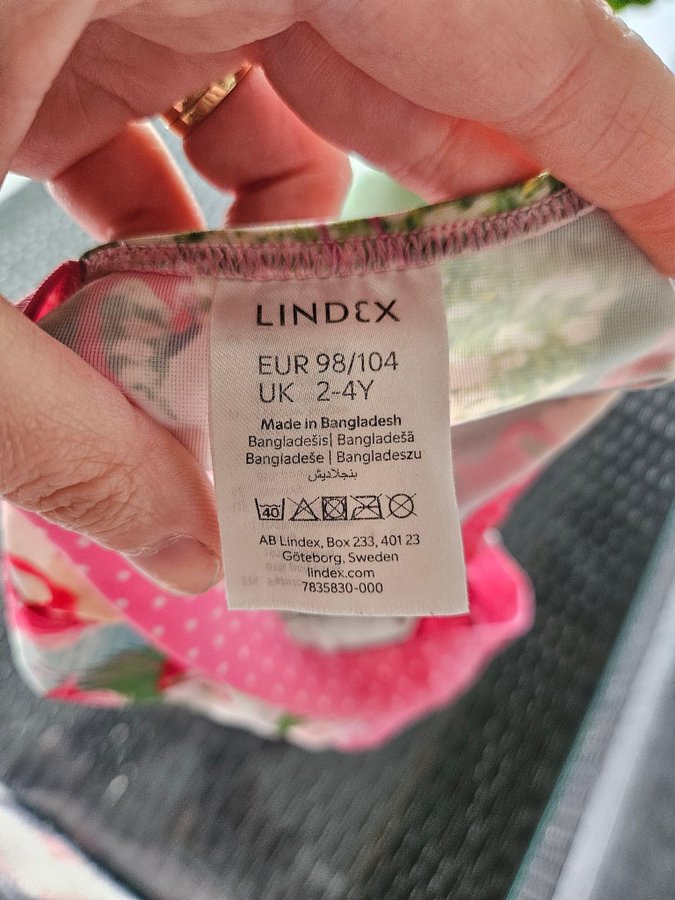 LINDEX
EUR 98/104
UK 2-4Y
Made in Bangladesh
Bangladešis| Bangladešā
Bangladeše | Bangladeszu
بنجلاديش
40
AB Lindex, Box 233, 401 23
Göteborg, Sweden
lindex.com
7835830-000